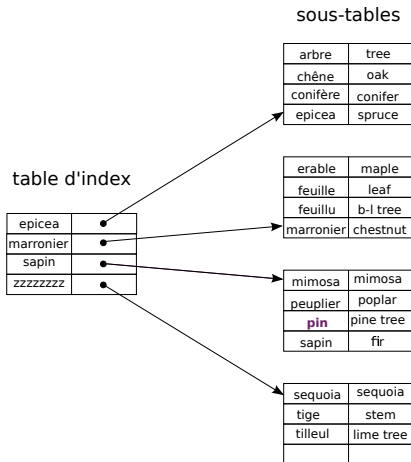 sous-tables
arbre tree
chêne oak
conifère conifer
epicea spruce
table d'index
epicea
marronier
sapin
zzzzzzzz
erable maple
feuille leaf
feuillu b-l tree
marronier chestnut
mimosa mimosa
peuplier poplar
pin pine tree
sapin fir
sequoia sequoia
tige stem
tilleul lime tree